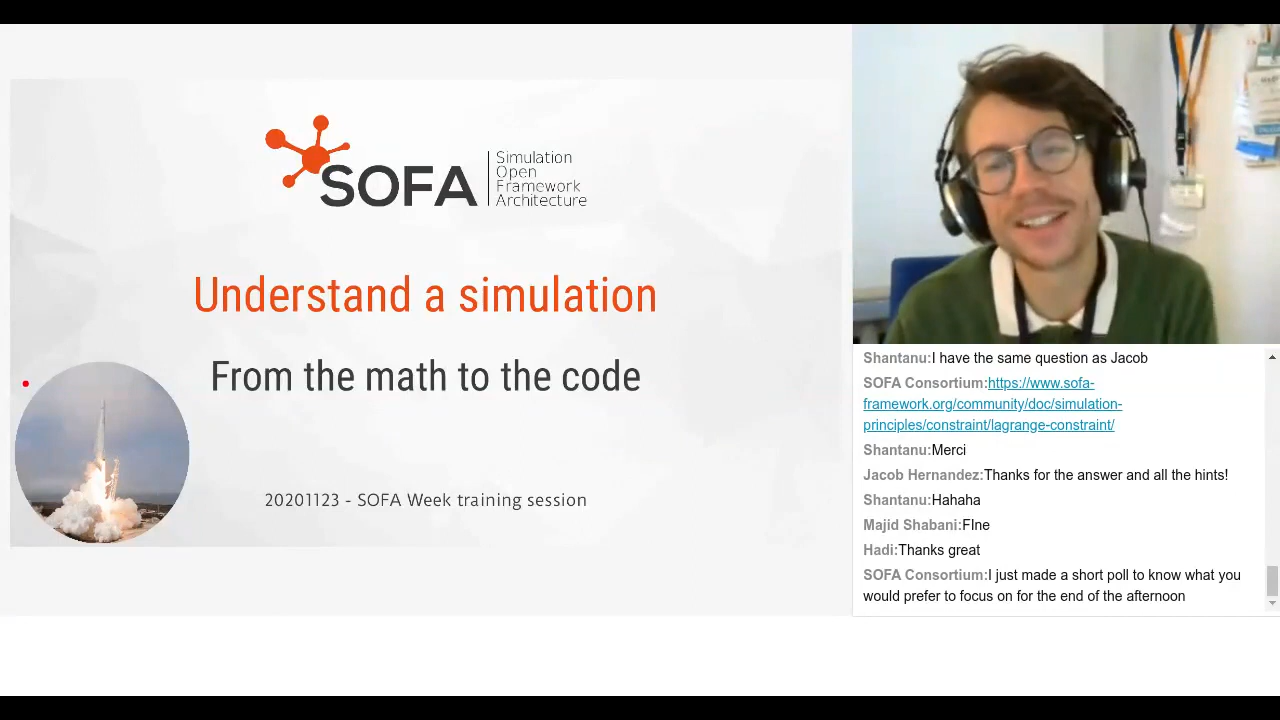 SOFA
Simulation
Open
Framework
Architecture
Understand a simulation
From the math to the code
20201123 - SOFA Week training session
Shantanu:I have the same question as Jacob
SOFA Consortium:https://www.sofa-
framework.org/community/doc/simulation-
principles/constraint/lagrange-constraint/
Shantanu:Merci
Jacob Hernandez:Thanks for the answer and all the hints!
Shantanu:Hahaha
Majid Shabani:FIne
Hadi:Thanks great
SOFA Consortium:I just made a short poll to know what you
would prefer to focus on for the end of the afternoon